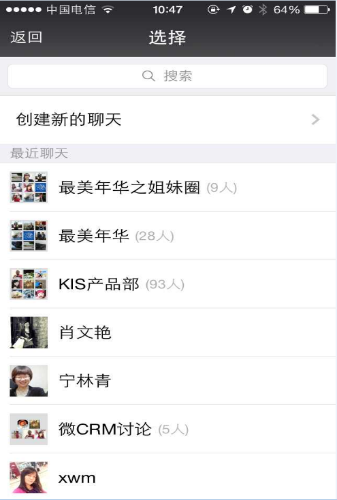 中国电信 10:47 64%
返回 选择
搜索
创建新的聊天
最近聊天
最美年华之姐妹圈 (9人)
最美年华 (28人)
KIS产品部 (93人)
肖文艳
宁林青
微CRM讨论 (5人)
xwm